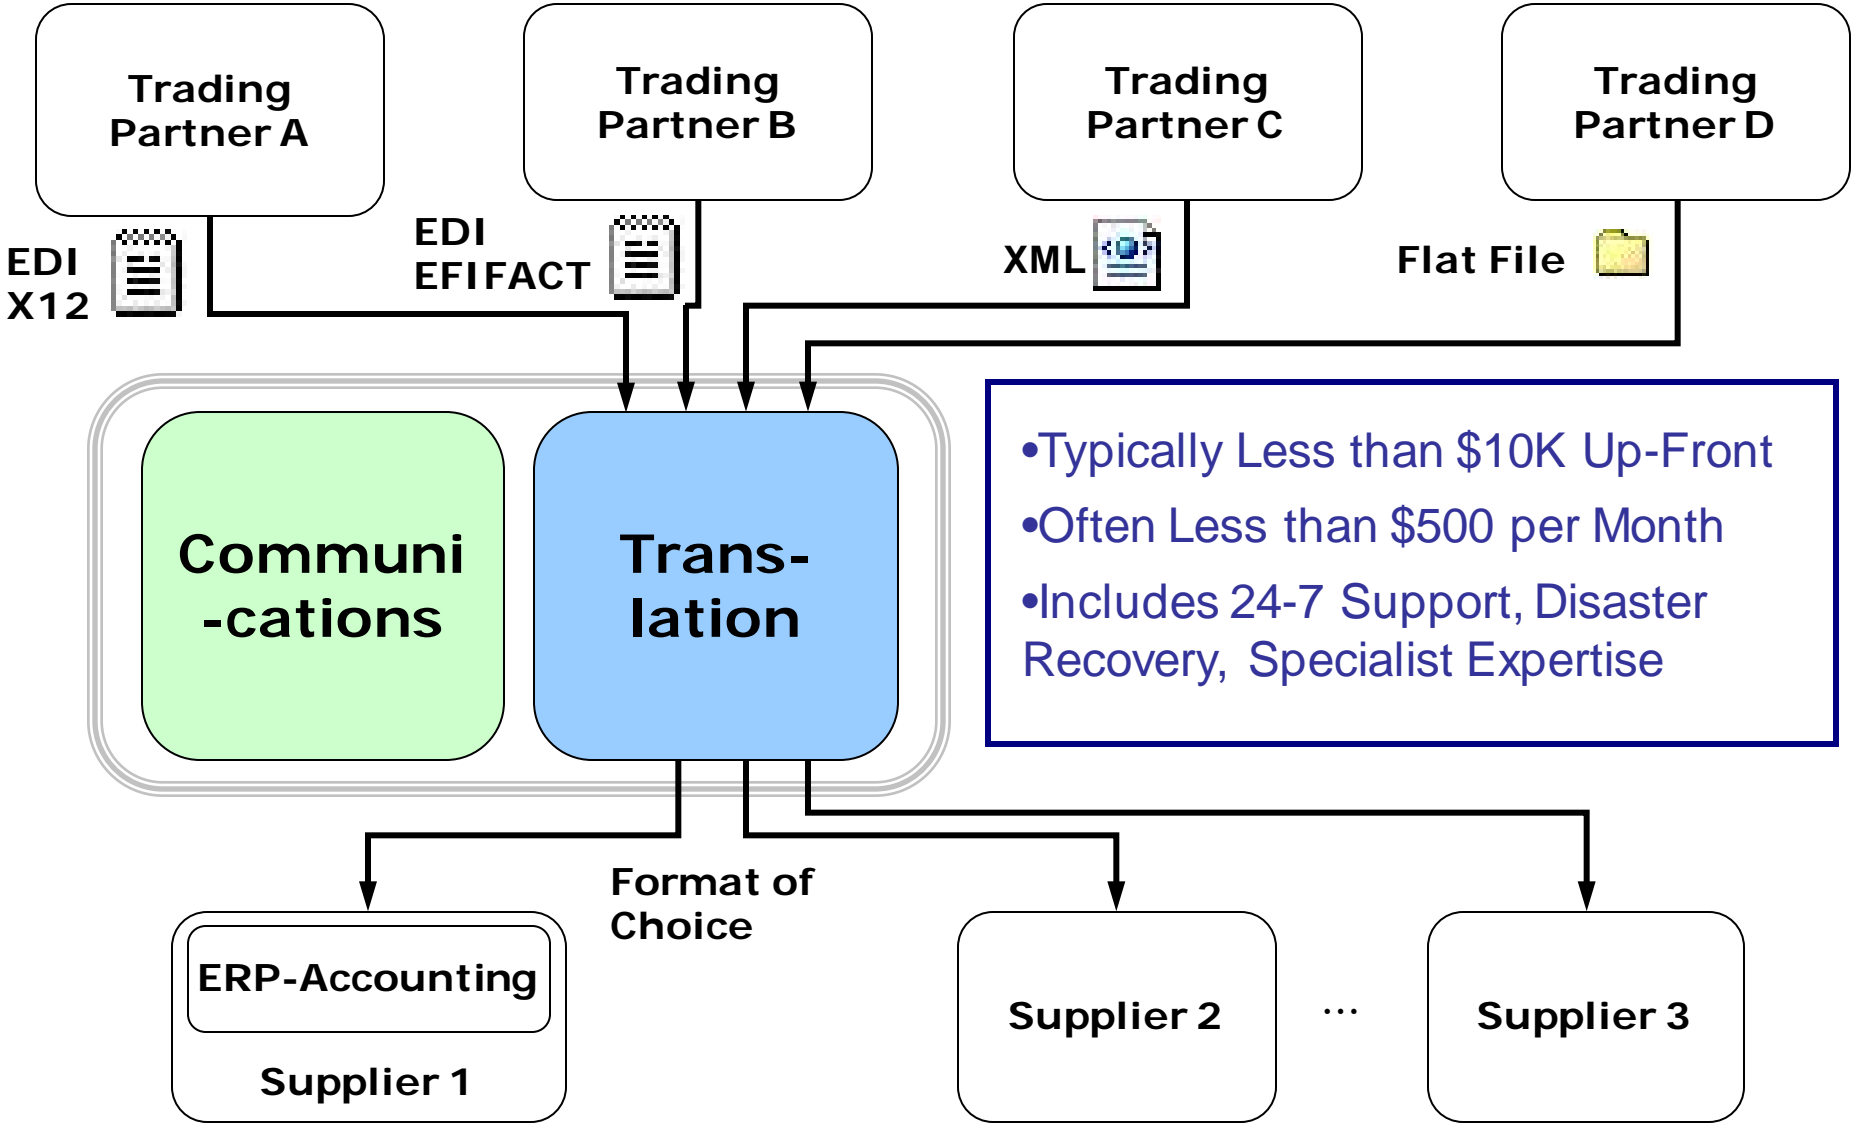 Trading
Partner A
Trading
Partner B
Trading
Partner C
Trading
Partner D
EDI
X12
EDI
EFIFACT
XML
Flat File
Communi
-cations
Trans-
lation
•Typically Less than $10K Up-Front
•Often Less than $500 per Month
•Includes 24-7 Support, Disaster
Recovery, Specialist Expertise
Format of
Choice
ERP-Accounting
Supplier 1
Supplier 2
...
Supplier 3